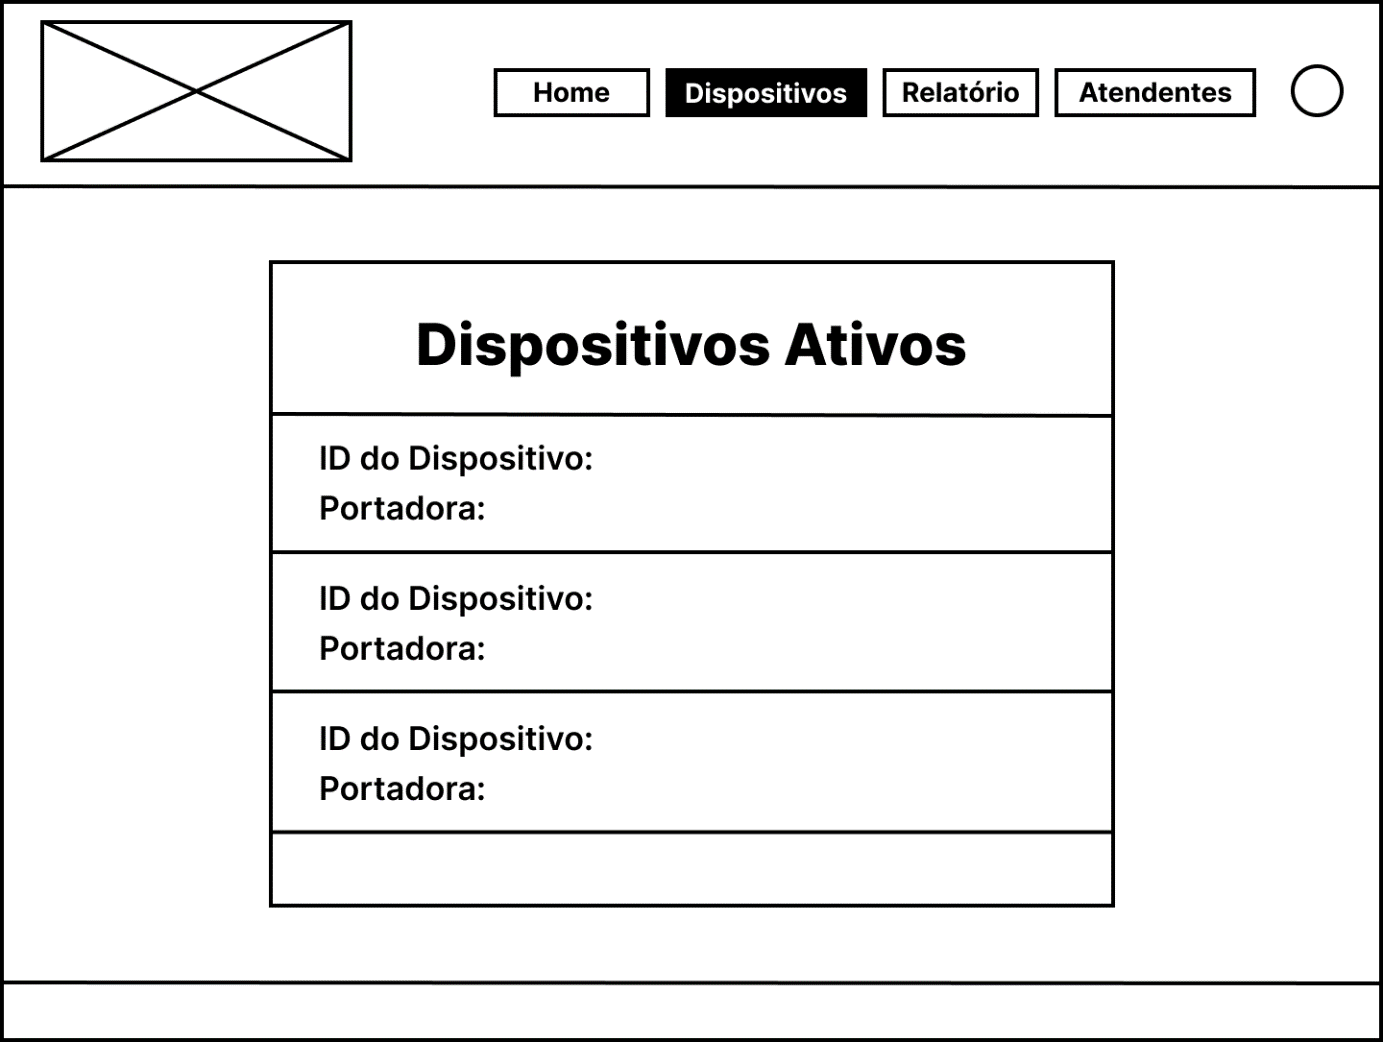 Home
Dispositivos
Relatório
Atendentes
Dispositivos Ativos
ID do Dispositivo:
Portadora:
ID do Dispositivo:
Portadora:
ID do Dispositivo:
Portadora: